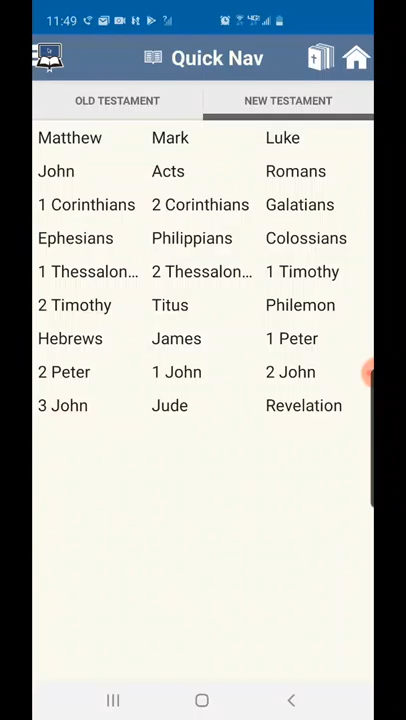 11:49
Quick Nav
OLD TESTAMENT NEW TESTAMENT
Matthew Mark Luke
John Acts Romans
1 Corinthians 2 Corinthians Galatians
Ephesians Philippians Colossians
1 Thessalon... 2 Thessalon... 1 Timothy
2 Timothy Titus Philemon
Hebrews James 1 Peter
2 Peter 1 John 2 John
3 John Jude Revelation